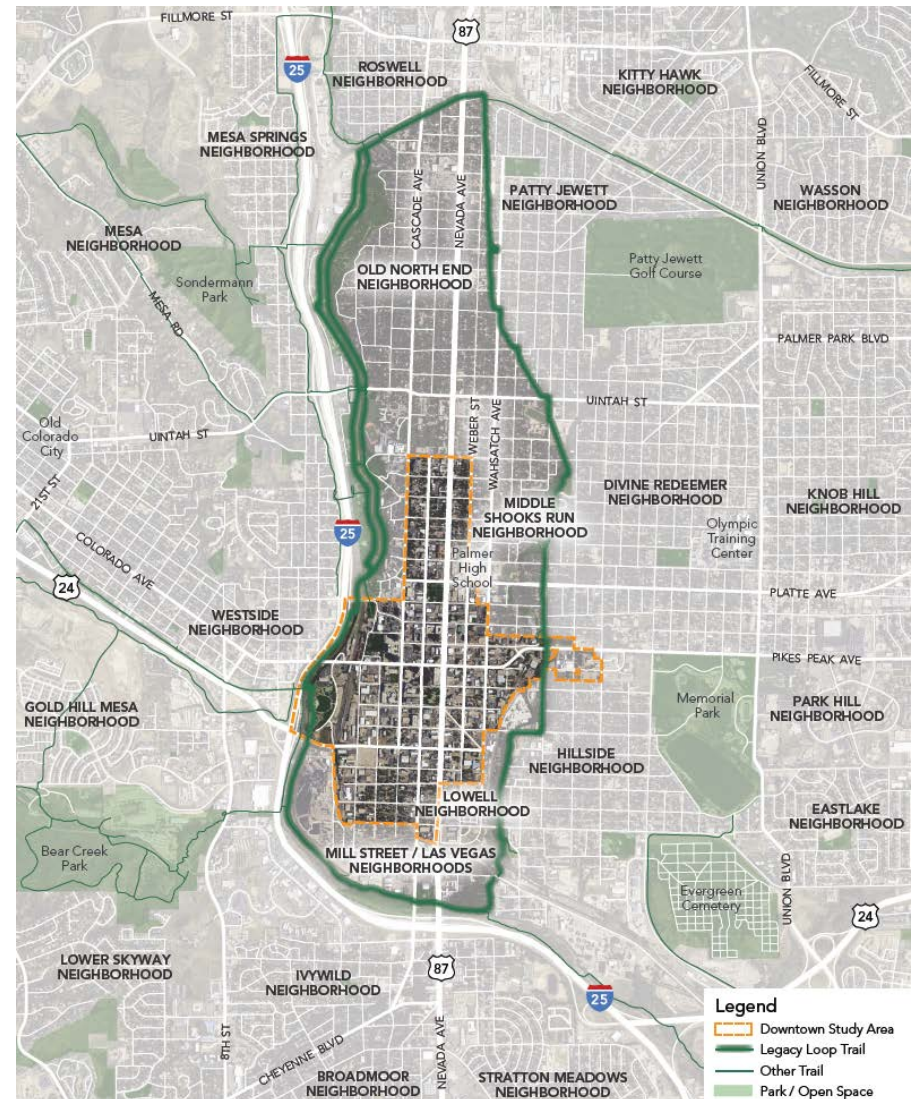 FILLMORE ST
87
25
ROSWELL
NEIGHBORHOOD
KITTY HAWK
NEIGHBORHOOD
FILLMORE ST
MESA SPRINGS
NEIGHBORHOOD
UNION BLVD
CASCADE AVE
NEVADA AVE
PATTY JEWETT
NEIGHBORHOOD
WASSON
NEIGHBORHOOD
MESA
NEIGHBORHOOD
OLD NORTH END
NEIGHBORHOOD
Patty Jewett
Golf Course
Sondermann
Park
MESA RD
PALMER PARK BLVD
UINTAH ST
Old
Colorado
City
UINTAH ST
WEBER ST
WAHSATCH AVE
21ST ST
DIVINE REDEEMER
NEIGHBORHOOD
KNOB HILL
NEIGHBORHOOD
MIDDLE
SHOOKS RUN
NEIGHBORHOOD
25
Olympic
Training
Center
COLORADO AVE
Palmer
High
School
24
PLATTE AVE
WESTSIDE
NEIGHBORHOOD
PIKES PEAK AVE
GOLD HILL MESA
NEIGHBORHOOD
Memorial
Park
PARK HILL
NEIGHBORHOOD
HILLSIDE
NEIGHBORHOOD
LOWELL
NEIGHBORHOOD
EASTLAKE
NEIGHBORHOOD
Bear Creek
Park
MILL STREET / LAS VEGAS
NEIGHBORHOODS
Evergreen
Cemetery
UNION BLVD
24
LOWER SKYWAY
NEIGHBORHOOD
IVYWILD
NEIGHBORHOOD
87
25
8TH ST
CHEYENNE BLVD
NEVADA AVE
BROADMOOR
NEIGHBORHOOD
STRATTON MEADOWS
NEIGHBORHOOD
Legend
Downtown Study Area
Legacy Loop Trail
Other Trail
Park / Open Space